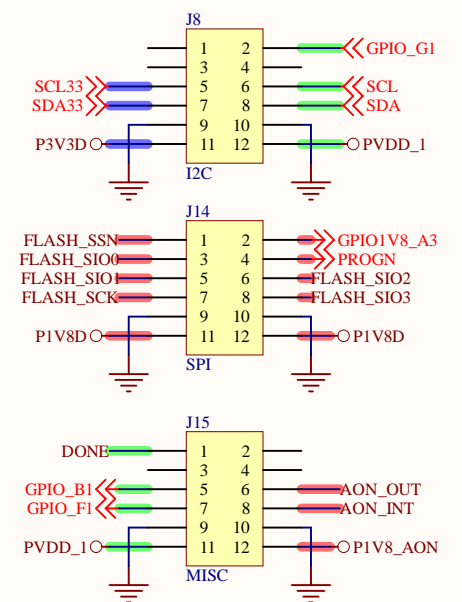 J8
1 2 GPIO_G1
3 4
SCL33 5 6 SCL
SDA33 7 8 SDA
9 10
P3V3D 11 12 PVDD_1
I2C
J14
FLASH_SSN 1 2 GPIO1V8_A3
FLASH_SIO0 3 4 PROGN
FLASH_SIO1 5 6 FLASH_SIO2
FLASH_SCK 7 8 FLASH_SIO3
9 10
P1V8D 11 12 P1V8D
SPI
J15
DONE 1 2
3 4
GPIO_B1 5 6 AON_OUT
GPIO_F1 7 8 AON_INT
9 10
PVDD_1 11 12 P1V8_AON
MISC